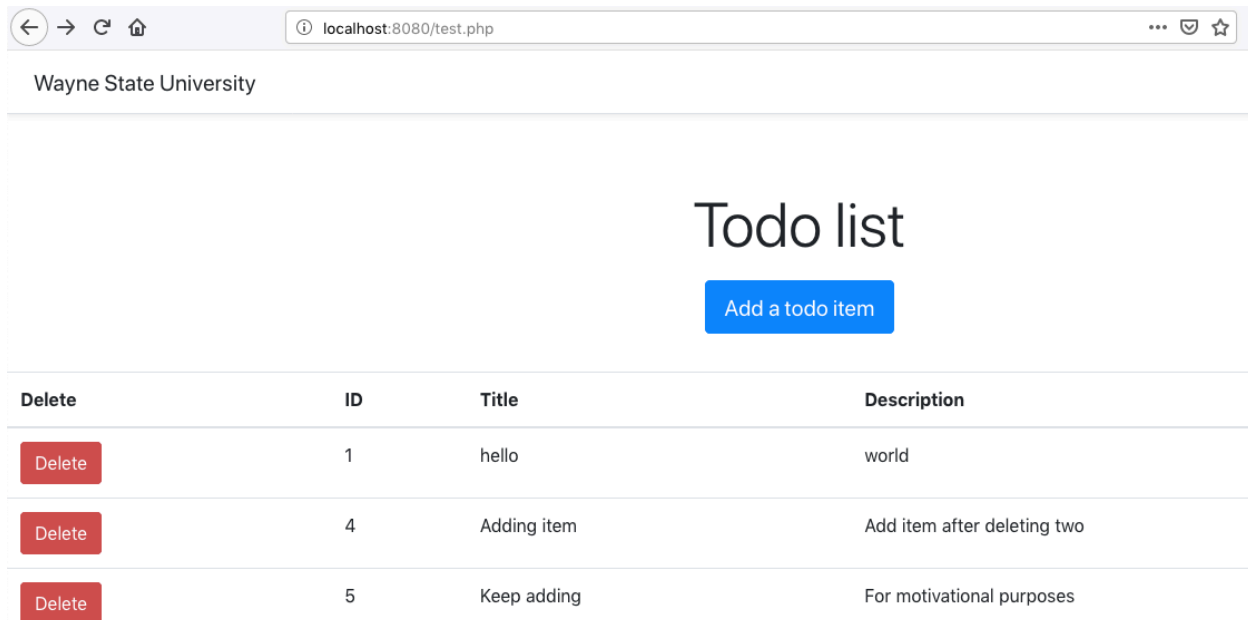 localhost:8080/test.php
Wayne State University
Todo list
Add a todo item
Delete ID Title Description
Delete 1 hello world
Delete 4 Adding item Add item after deleting two
Delete 5 Keep adding For motivational purposes